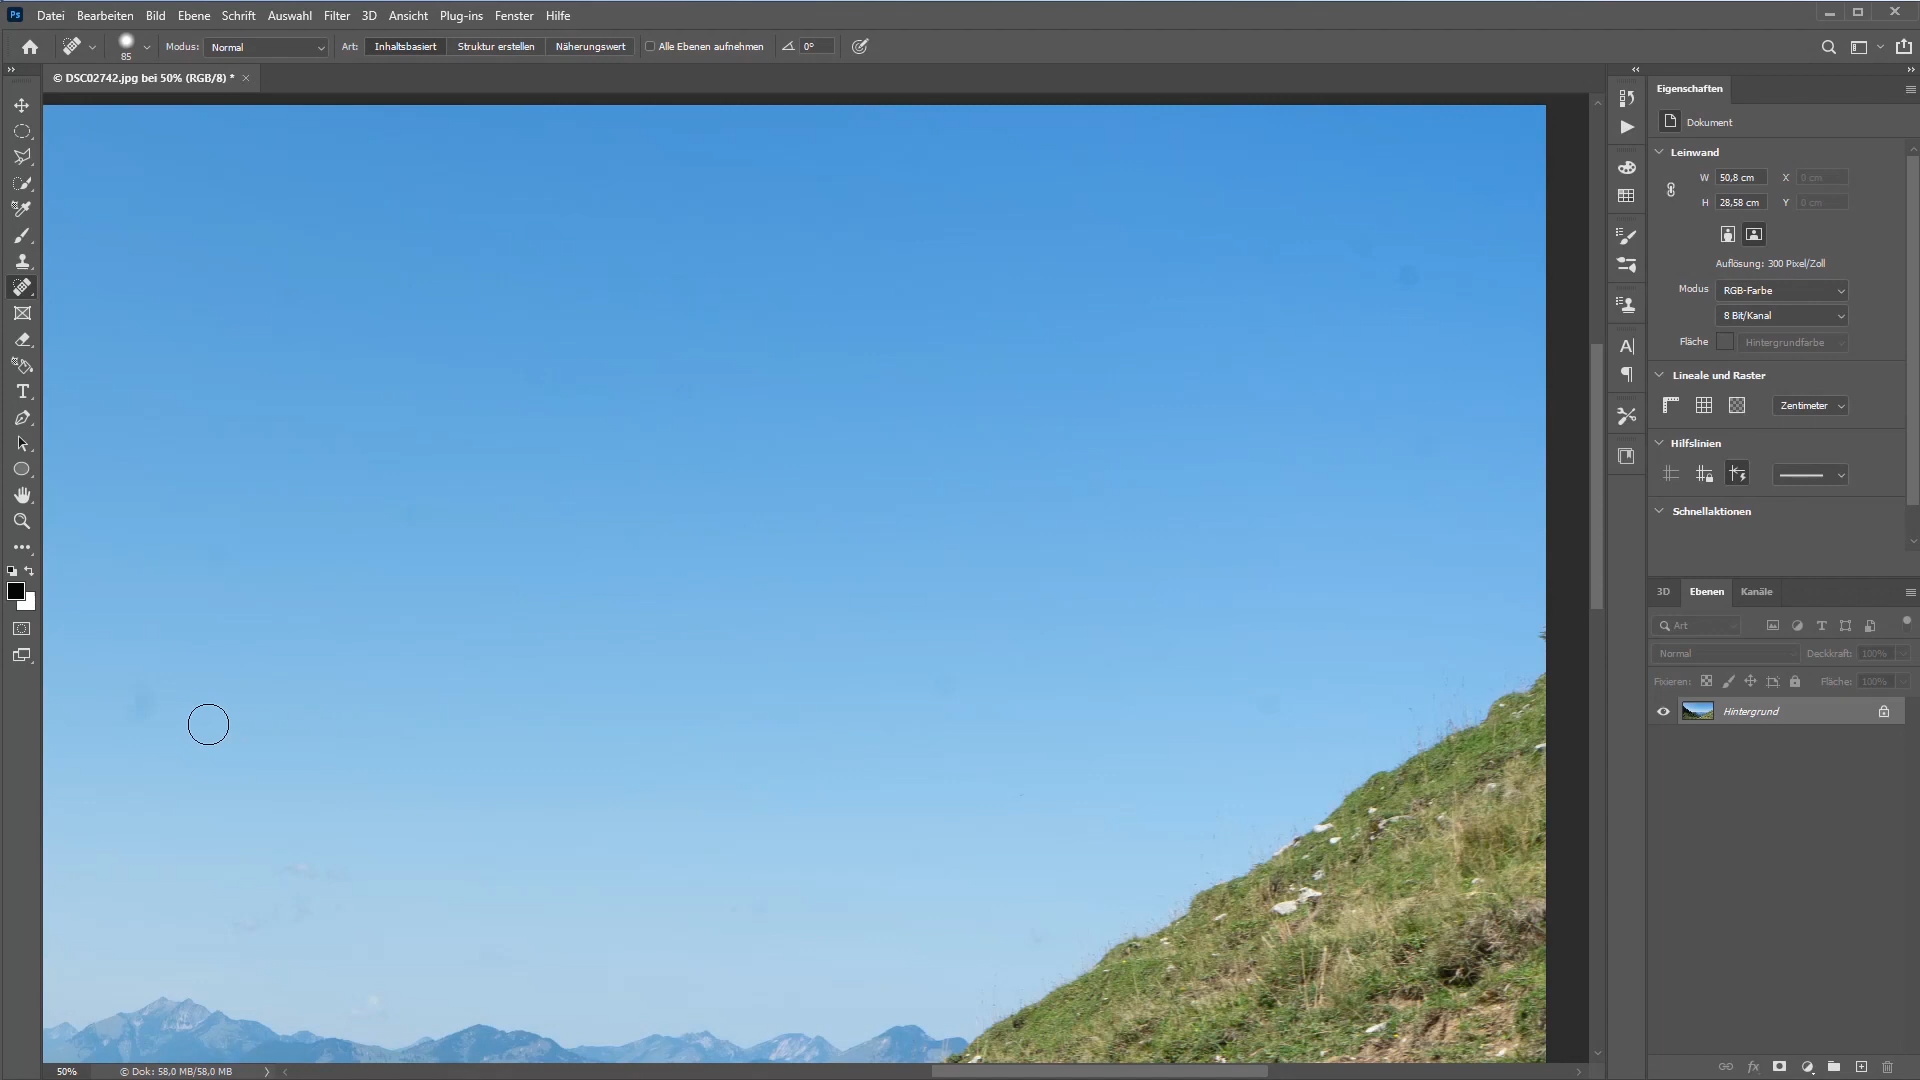 Ps Datei Bearbeiten Bild Ebene Schrift Auswahl Filter 3D Ansicht Plug-ins Fenster Hilfe
85 Modus: Normal Art: Inhaltsbasiert Struktur erstellen Näherungswert Alle Ebenen aufnehmen 0°
© DSC02742.jpg bei 50% (RGB/8) *
Eigenschaften
Dokument
Leinwand
W 50,8 cm X 0 cm
H 28,58 cm Y 0 cm
Auflösung: 300 Pixel/Zoll
Modus RGB-Farbe
8 Bit/Kanal
Fläche Hintergrundfarbe
Lineale und Raster
Zentimeter
Hilfslinien
Schnellaktionen
3D Ebenen Kanäle
Art
Normal Deckkraft: 100%
Fixieren: Fläche: 100%
Hintergrund
50% © Dok: 58,0 MB/58,0 MB